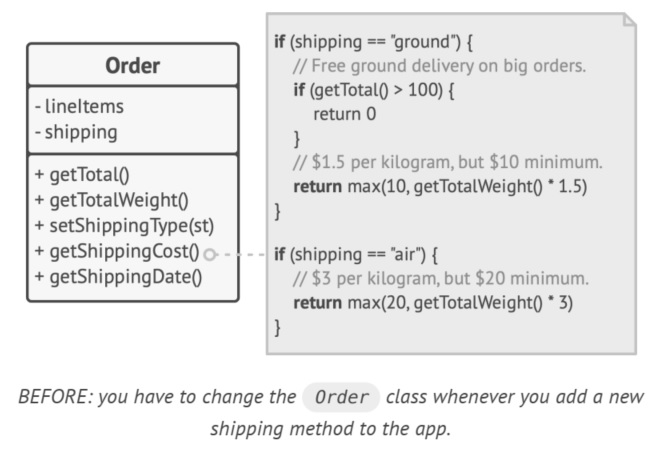 Order
- lineItems
- shipping
+ getTotal()
+ getTotalWeight()
+ setShippingType(st)
+ getShippingCost()
+ getShippingDate()
if (shipping == "ground") {
// Free ground delivery on big orders.
if (getTotal() > 100) {
return 0
}
// $1.5 per kilogram, but $10 minimum.
return max(10, getTotalWeight() * 1.5)
}
if (shipping == "air") {
// $3 per kilogram, but $20 minimum.
return max(20, getTotalWeight() * 3)
}
BEFORE: you have to change the Order class whenever you add a new
shipping method to the app.